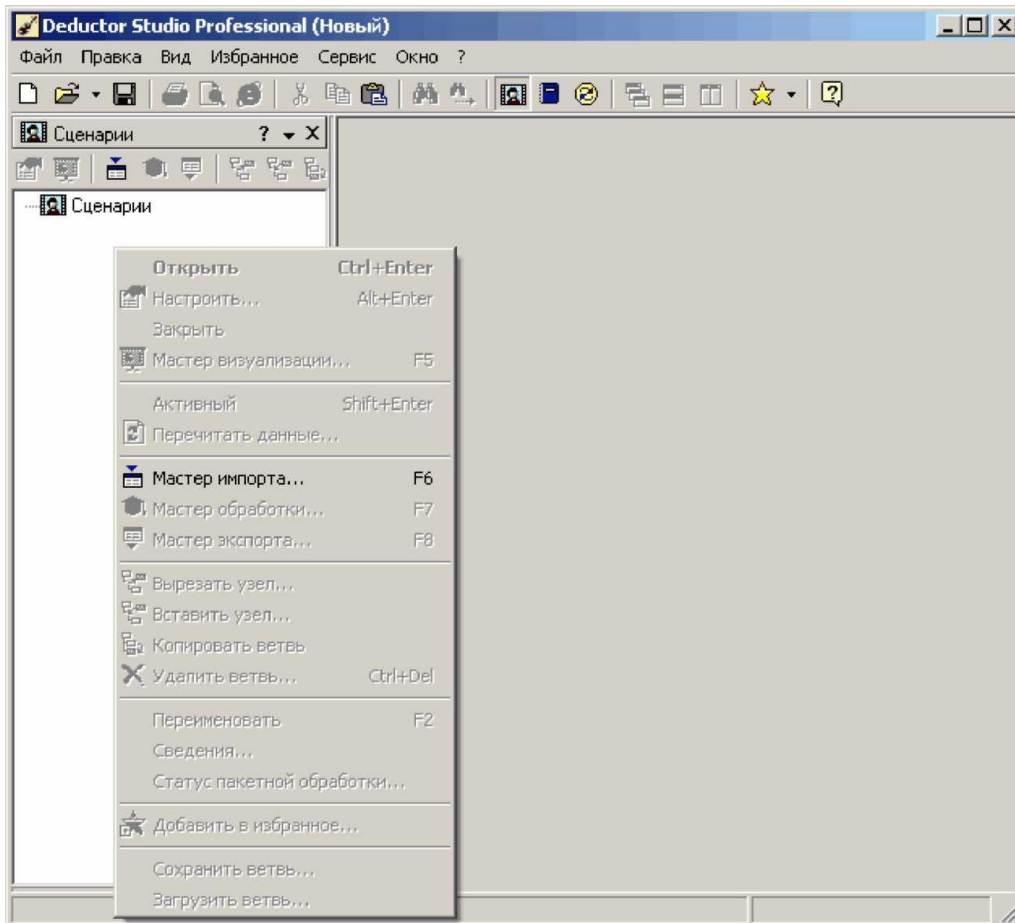 Deductor Studio Professional (Новый)
Файл Правка Вид Избранное Сервис Окно ?
Сценарии ?
Сценарии
Открыть Ctrl+Enter
Настроить... Alt+Enter
Закрыть
Мастер визуализации... F5
Активный Shift+Enter
Перечитать данные...
Мастер импорта... F6
Мастер обработки... F7
Мастер экспорта... F8
Вырезать узел...
Вставить узел...
Копировать ветвь
Удалить ветвь... Ctrl+Del
Переименовать F2
Сведения...
Статус пакетной обработки...
Добавить в избранное...
Сохранить ветвь...
Загрузить ветвь...